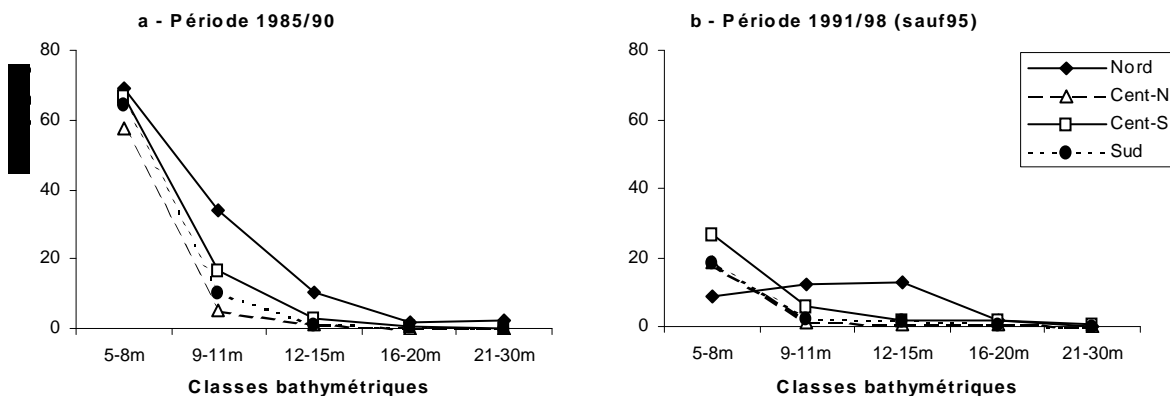 a - Période 1985/90
80
60
40
20
0
5-8m 9-11m 12-15m 16-20m 21-30m
Classes bathymétriques
b - Période 1991/98 (sauf95)
80
60
40
20
0
5-8m 9-11m 12-15m 16-20m 21-30m
Classes bathymétriques
Nord
Cent-N
Cent-S
Sud